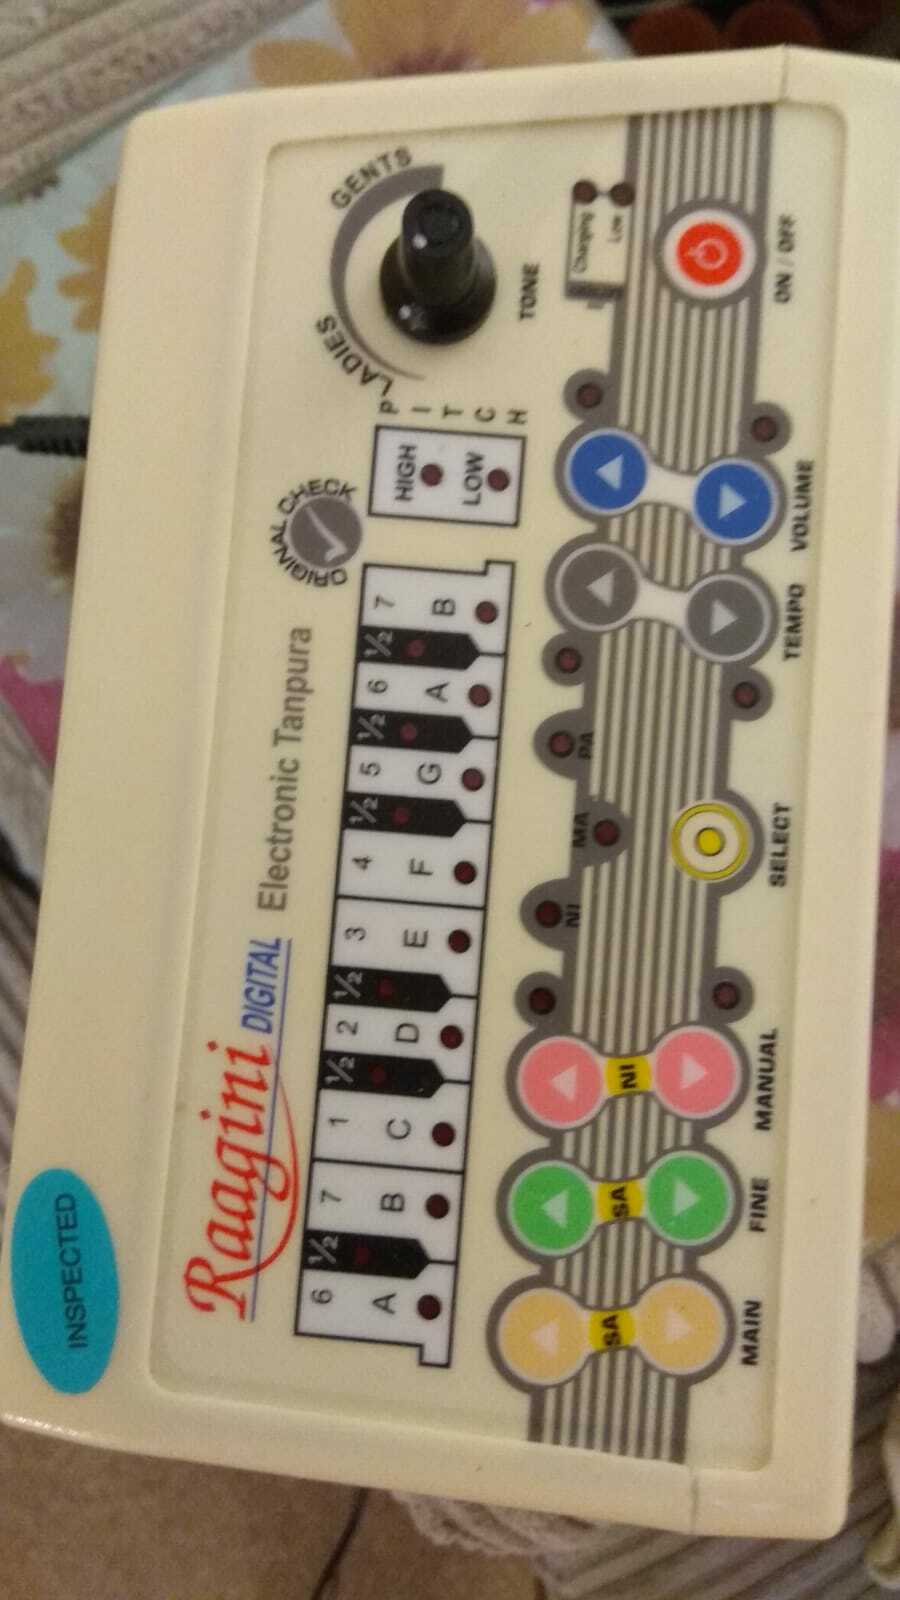 INSPECTED
Raagini DIGITAL Electronic Tanpura
ORIGINAL CHECK
LADIES GENTS
TONE
6 ½ 7 1 ½ 2 ½ 3 4 ½ 5 ½ 6 ½ 7
A B C D E F G A B
PITCH
HIGH
LOW
Charging
Low
NI MA PA
SA SA NI
MAIN FINE MANUAL SELECT TEMPO VOLUME ON / OFF